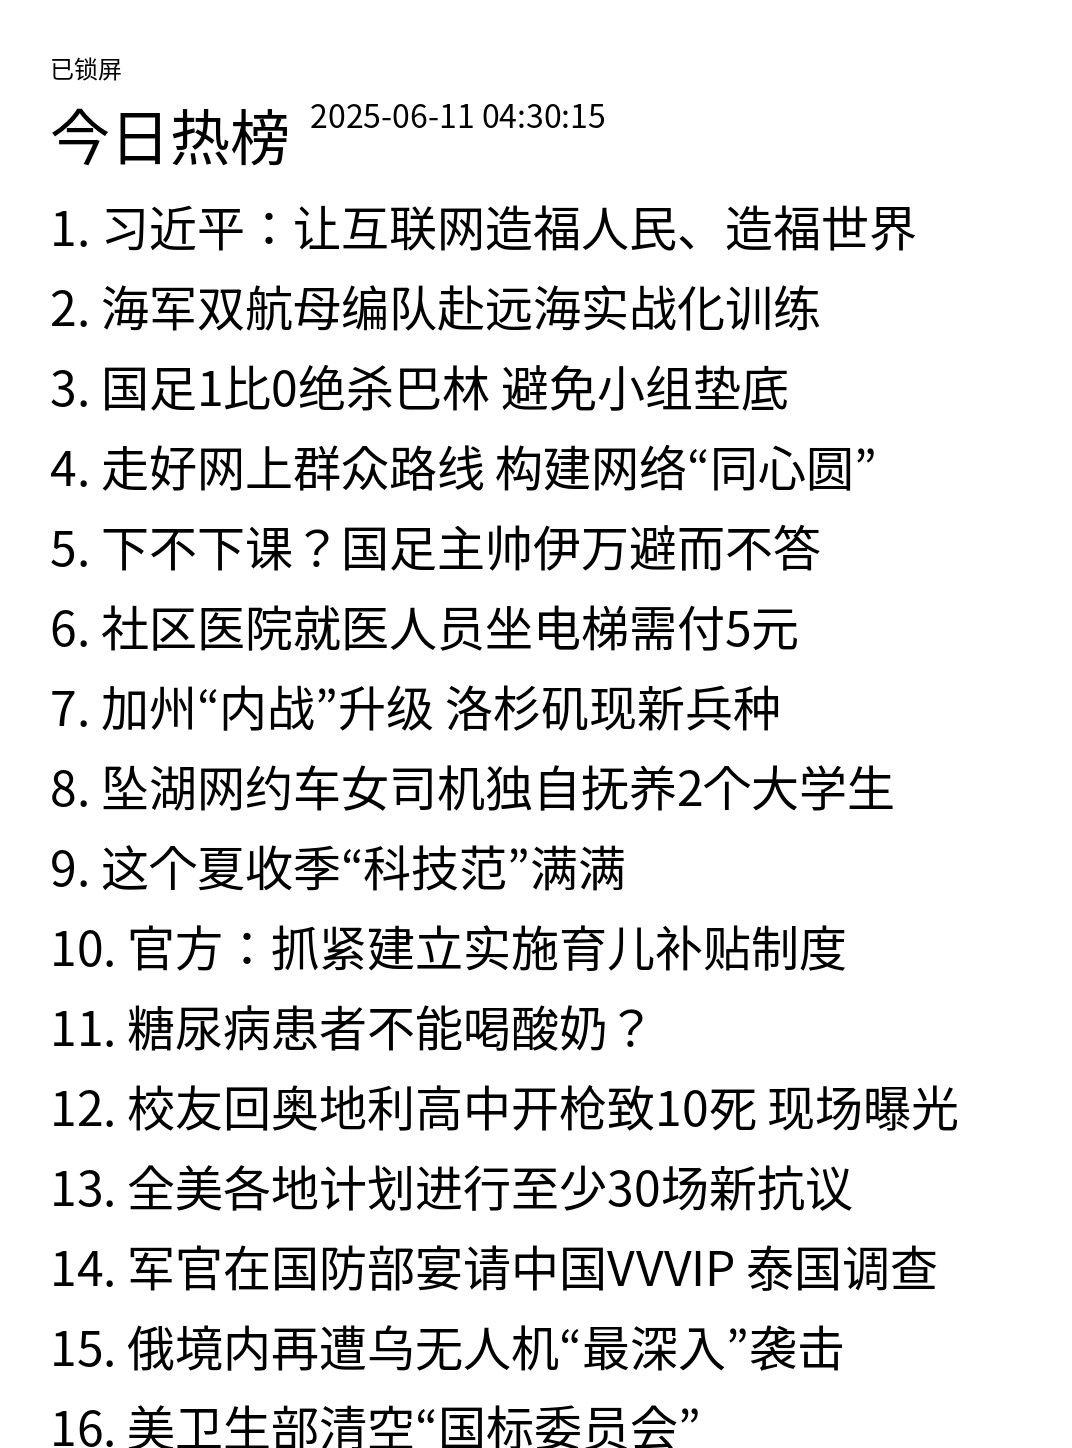 已锁屏
今日热榜 2025-06-11 04:30:15
1. 习近平：让互联网造福人民、造福世界
2. 海军双航母编队赴远海实战化训练
3. 国足1比0绝杀巴林 避免小组垫底
4. 走好网上群众路线 构建网络“同心圆”
5. 下不下课？国足主帅伊万避而不答
6. 社区医院就医人员坐电梯需付5元
7. 加州“内战”升级 洛杉矶现新兵种
8. 坠湖网约车女司机独自抚养2个大学生
9. 这个夏收季“科技范”满满
10. 官方：抓紧建立实施育儿补贴制度
11. 糖尿病患者不能喝酸奶？
12. 校友回奥地利高中开枪致10死 现场曝光
13. 全美各地计划进行至少30场新抗议
14. 军官在国防部宴请中国VVVIP 泰国调查
15. 俄境内再遭乌无人机“最深入”袭击
16. 美卫生部清空“国标委员会”